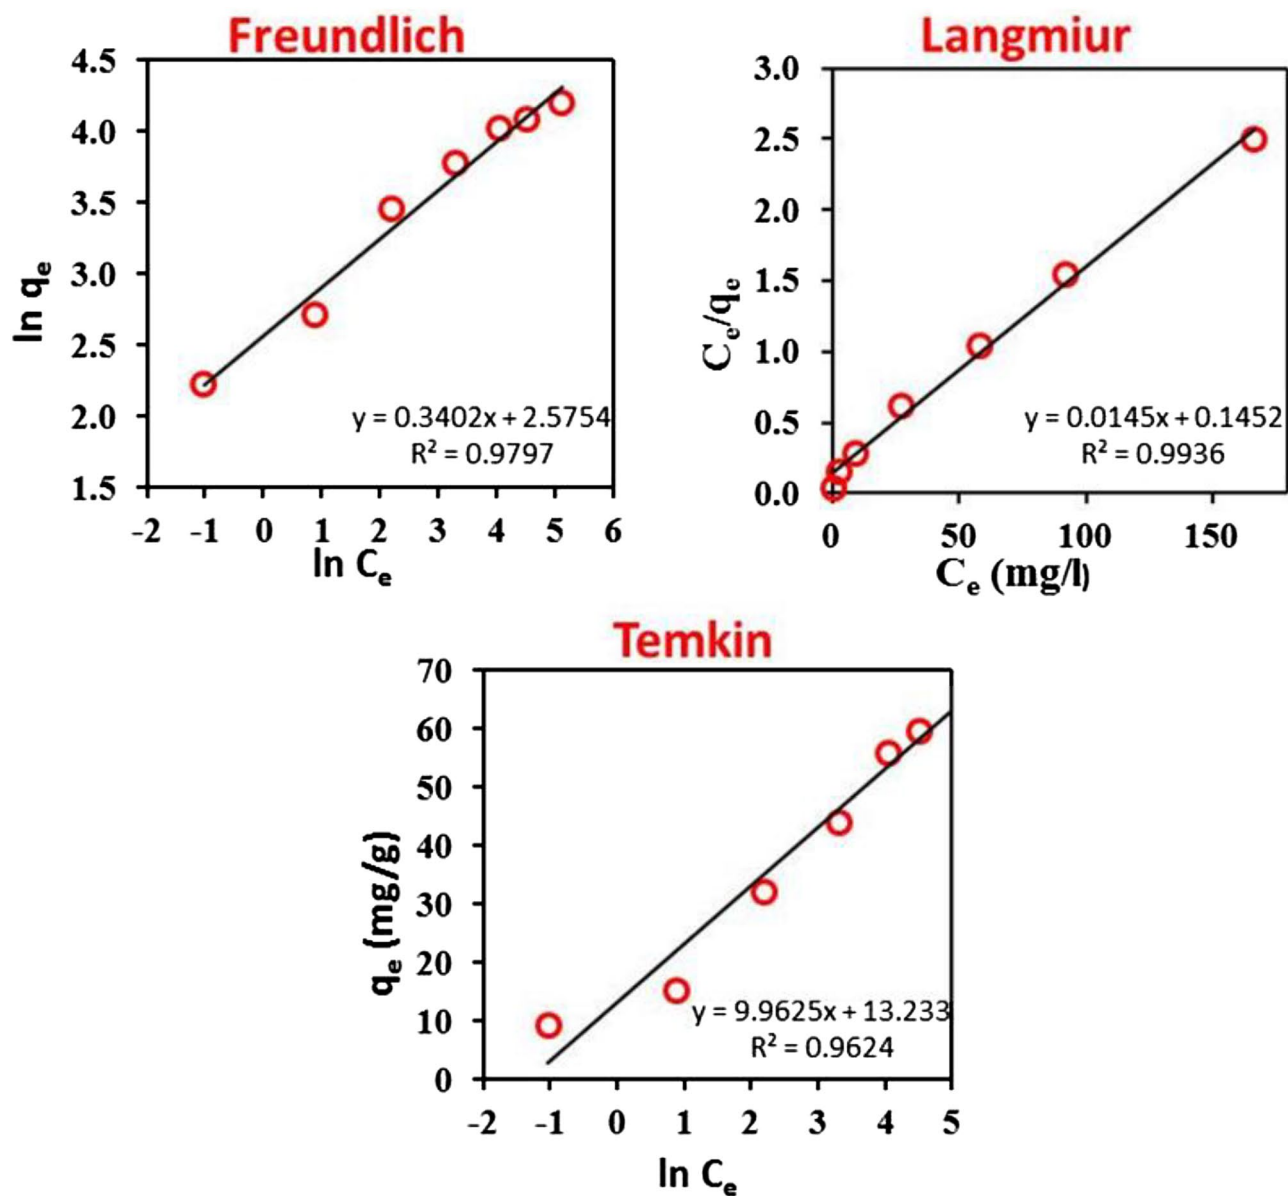 Freundlich
4.5
4.0
3.5
3.0
2.5
2.0
1.5
ln qe
y = 0.3402x + 2.5754
R² = 0.9797
-2 -1 0 1 2 3 4 5 6
ln Ce
Langmiur
3.0
2.5
2.0
1.5
1.0
0.5
0.0
Ce/qe
y = 0.0145x + 0.1452
R² = 0.9936
0 50 100 150
Ce (mg/l)
Temkin
70
60
50
40
30
20
10
0
qe (mg/g)
y = 9.9625x + 13.233
R² = 0.9624
-2 -1 0 1 2 3 4 5
ln Ce